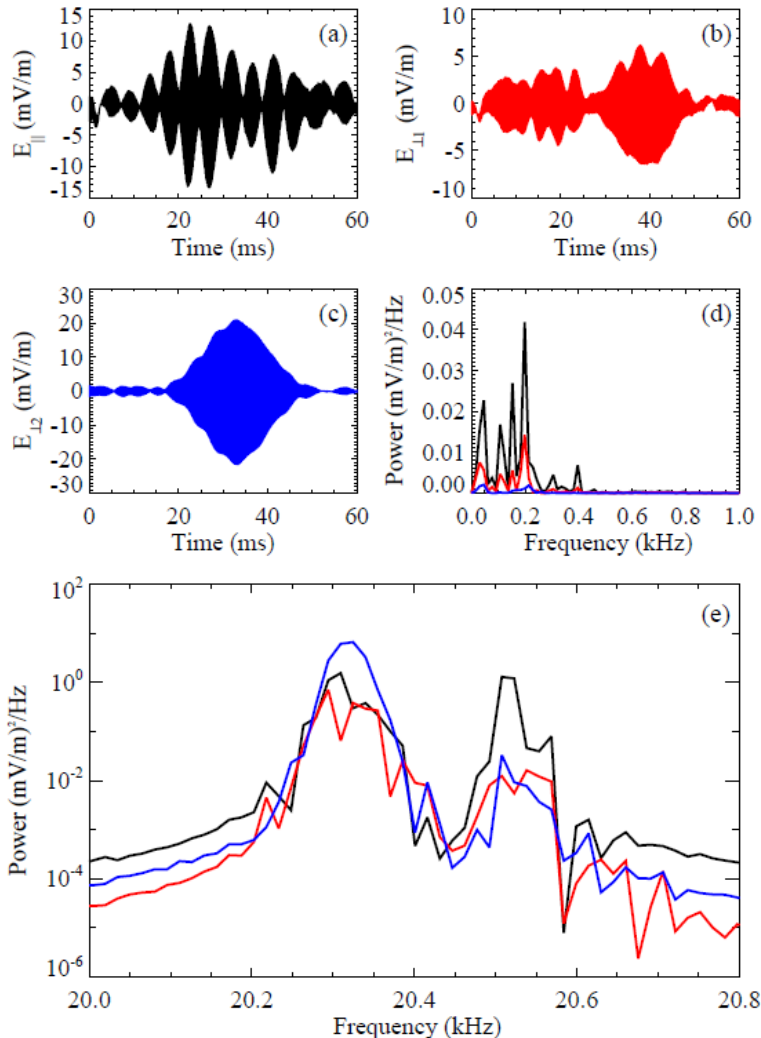 15
10
5
0
-5
-10
-15
E∥ (mV/m)
(a)
0 20 40 60
Time (ms)
10
5
0
-5
-10
E⊥1 (mV/m)
(b)
0 20 40 60
Time (ms)
30
20
10
0
-10
-20
-30
E⊥2 (mV/m)
(c)
0 20 40 60
Time (ms)
0.05
0.04
0.03
0.02
0.01
0.00
Power (mV/m)²/Hz
(d)
0.0 0.2 0.4 0.6 0.8 1.0
Frequency (kHz)
10²
10⁰
10⁻²
10⁻⁴
10⁻⁶
Power (mV/m)²/Hz
(e)
20.0 20.2 20.4 20.6 20.8
Frequency (kHz)